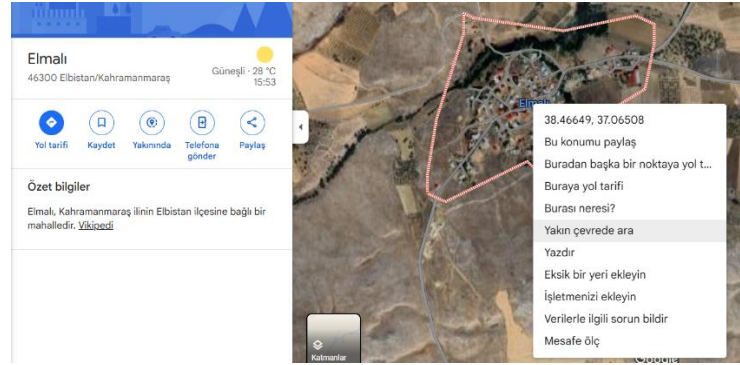 Elmalı
46300 Elbistan/Kahramanmaraş
Güneşli · 28 °C
15:53
Yol tarifi
Kaydet
Yakınında
Telefona
gönder
Paylaş
Özet bilgiler
Elmalı, Kahramanmaraş ilinin Elbistan ilçesine bağlı bir
mahalledir. Vikipedi
Katmanlar
Elmalı
38.46649, 37.06508
Bu konumu paylaş
Buradan başka bir noktaya yol t...
Buraya yol tarifi
Burası neresi?
Yakın çevrede ara
Yazdır
Eksik bir yeri ekleyin
İşletmenizi ekleyin
Verilerle ilgili sorun bildir
Mesafe ölç
Google